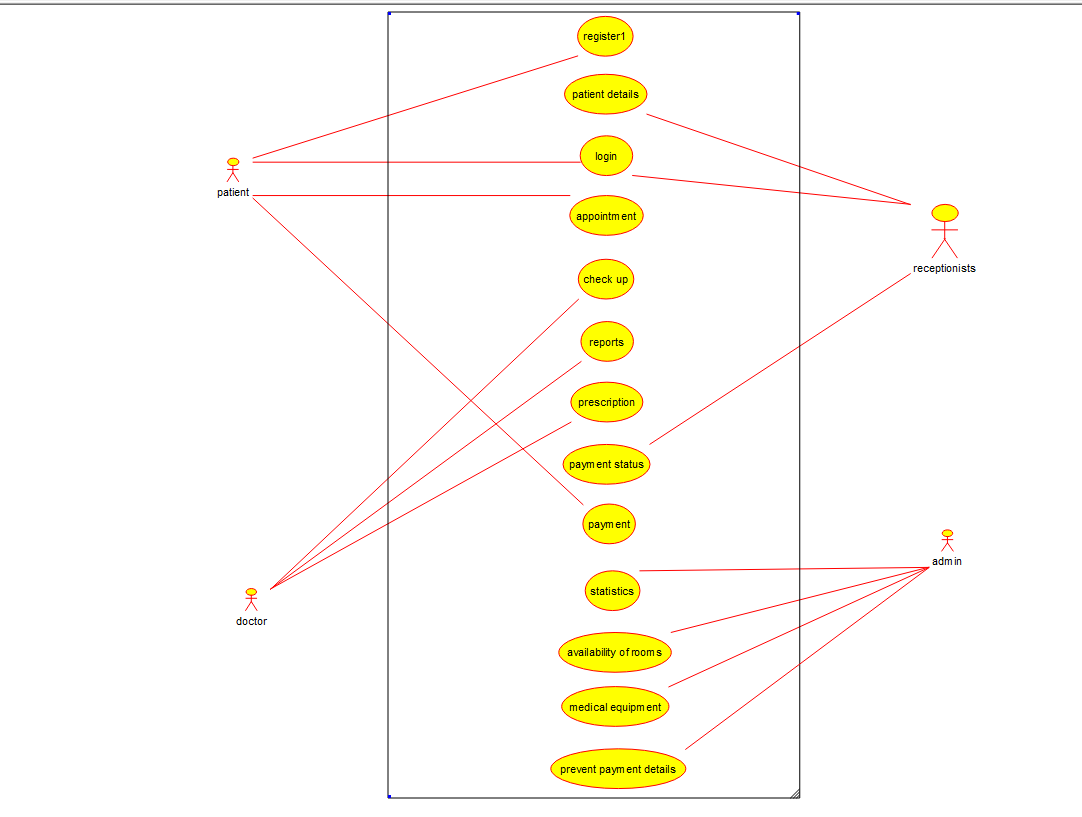 register1
patient details
login
patient
appointment
receptionists
check up
reports
prescription
payment status
payment
admin
statistics
doctor
availability of rooms
medical equipment
prevent payment details